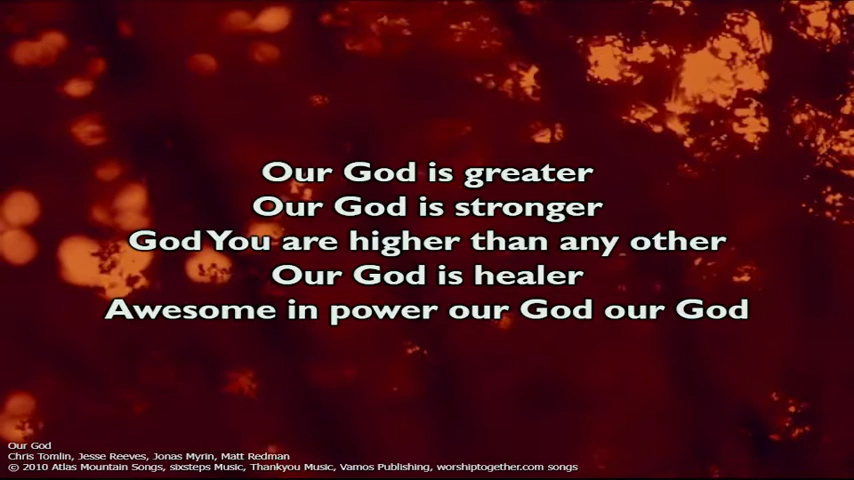 Our God is greater
Our God is stronger
God You are higher than any other
Our God is healer
Awesome in power our God our God
Our God
Chris Tomlin, Jesse Reeves, Jonas Myrin, Matt Redman
© 2010 Atlas Mountain Songs, sixsteps Music, Thankyou Music, Vamos Publishing, worshiptogether.com songs